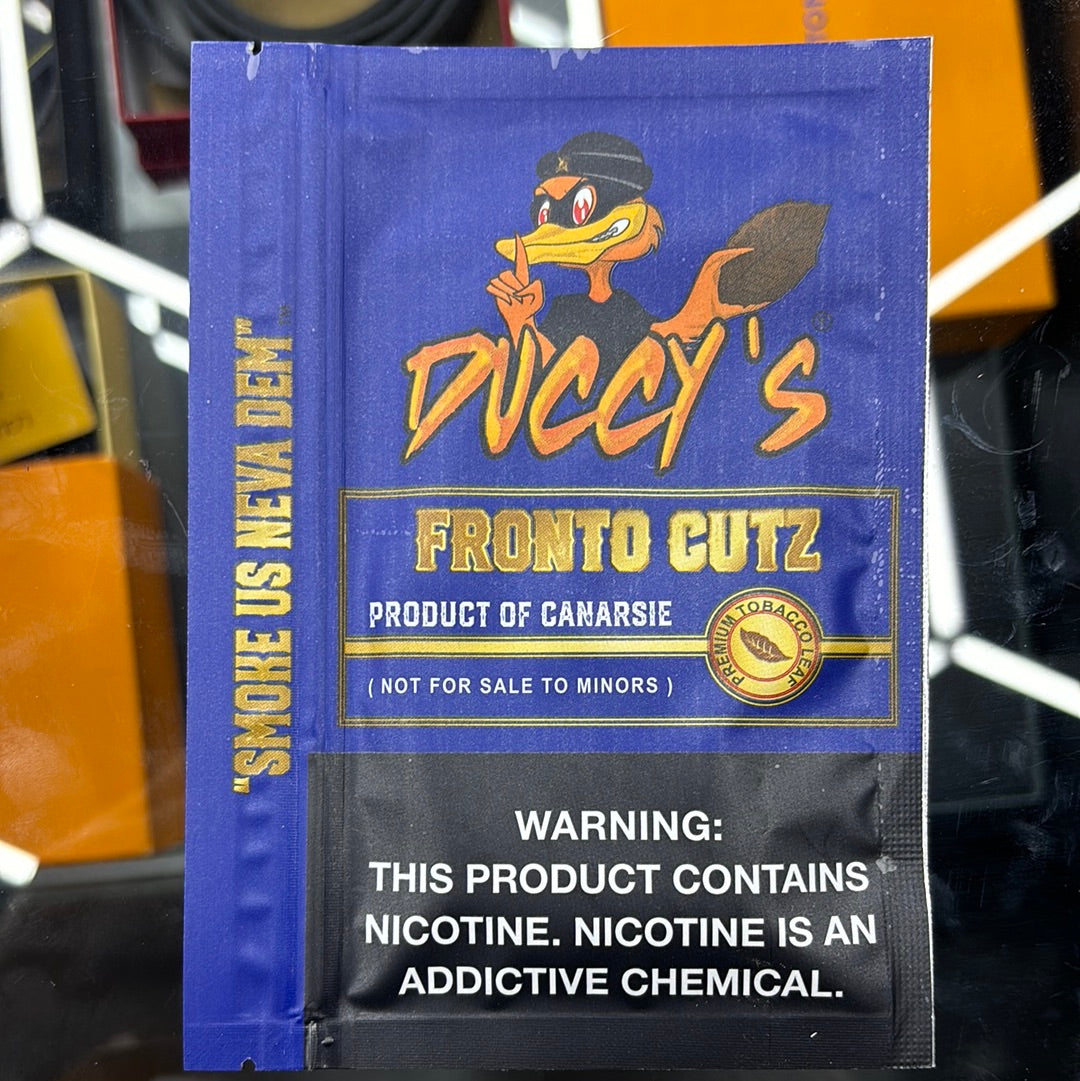 "SMOKE US NEVA DEM"™
DUCCY'S®
FRONTO CUTZ
PRODUCT OF CANARSIE
PREMIUM TOBACCO LEAF
( NOT FOR SALE TO MINORS )
WARNING:
THIS PRODUCT CONTAINS
NICOTINE. NICOTINE IS AN
ADDICTIVE CHEMICAL.